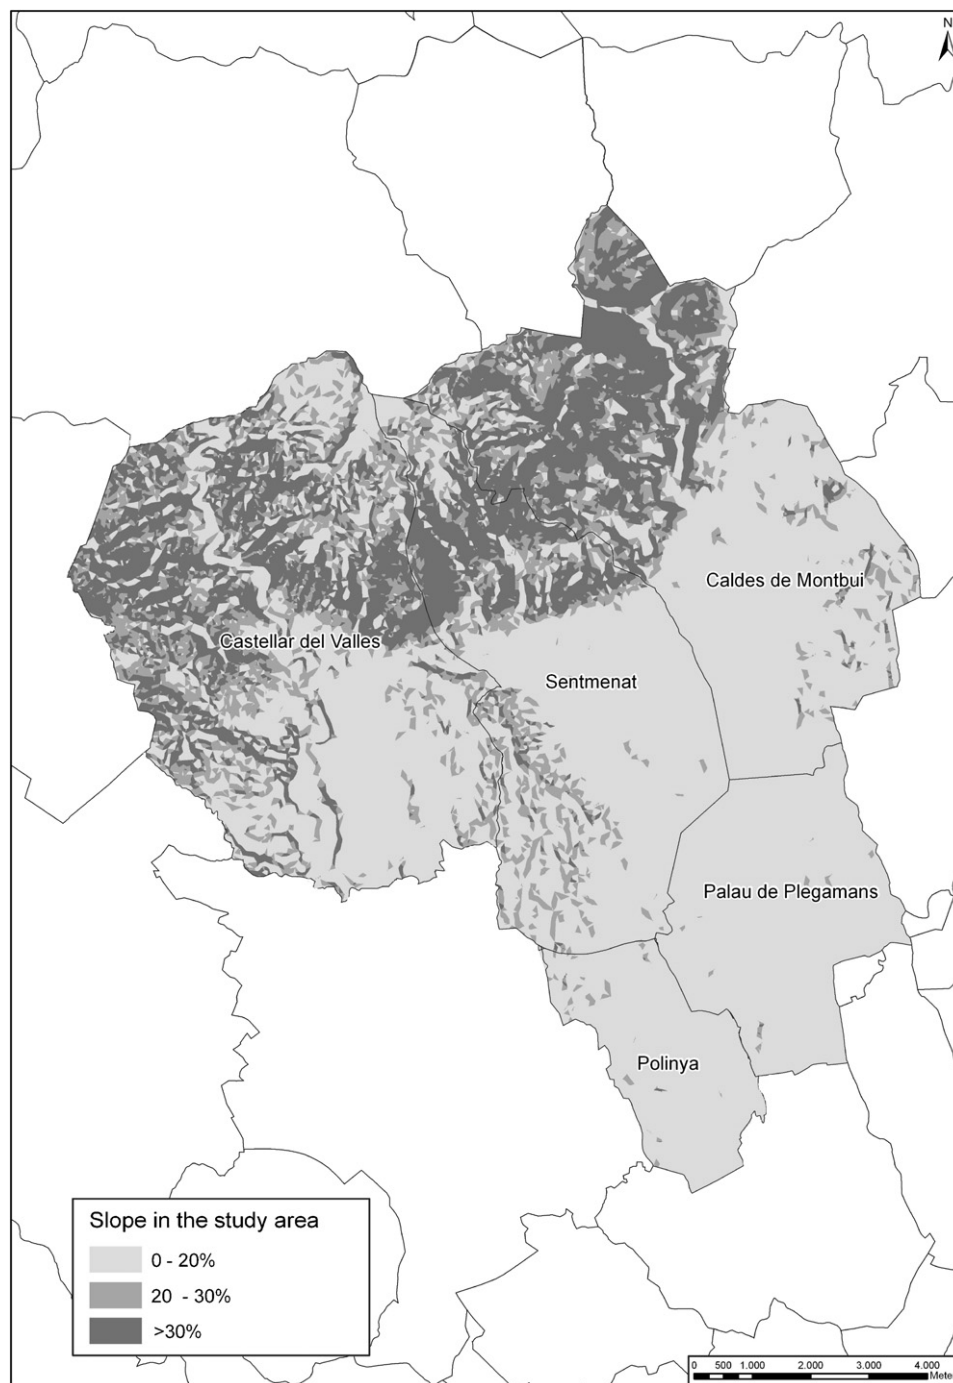 N
Caldes de Montbui
Castellar del Valles
Sentmenat
Palau de Plegamans
Polinya
Slope in the study area
0 - 20%
20 - 30%
>30%
0 500 1.000 2.000 3.000 4.000
Mete